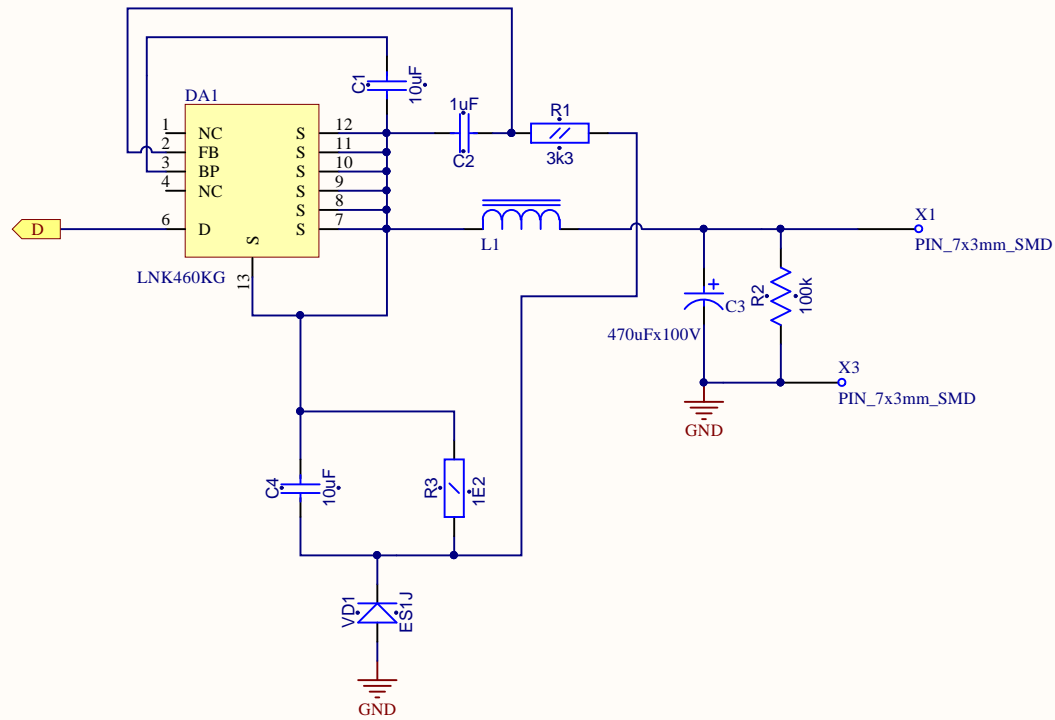 DA1
C1
10uF
1uF
C2
R1
3k3
1
NC
S
12
2
FB
S
11
3
BP
S
10
4
NC
S
9
S
8
D
6
D
S
7
S
13
LNK460KG
L1
X1
PIN_7x3mm_SMD
C3
470uFx100V
R2
100k
X3
PIN_7x3mm_SMD
GND
C4
10uF
R3
1E2
VD1
ES1J
GND